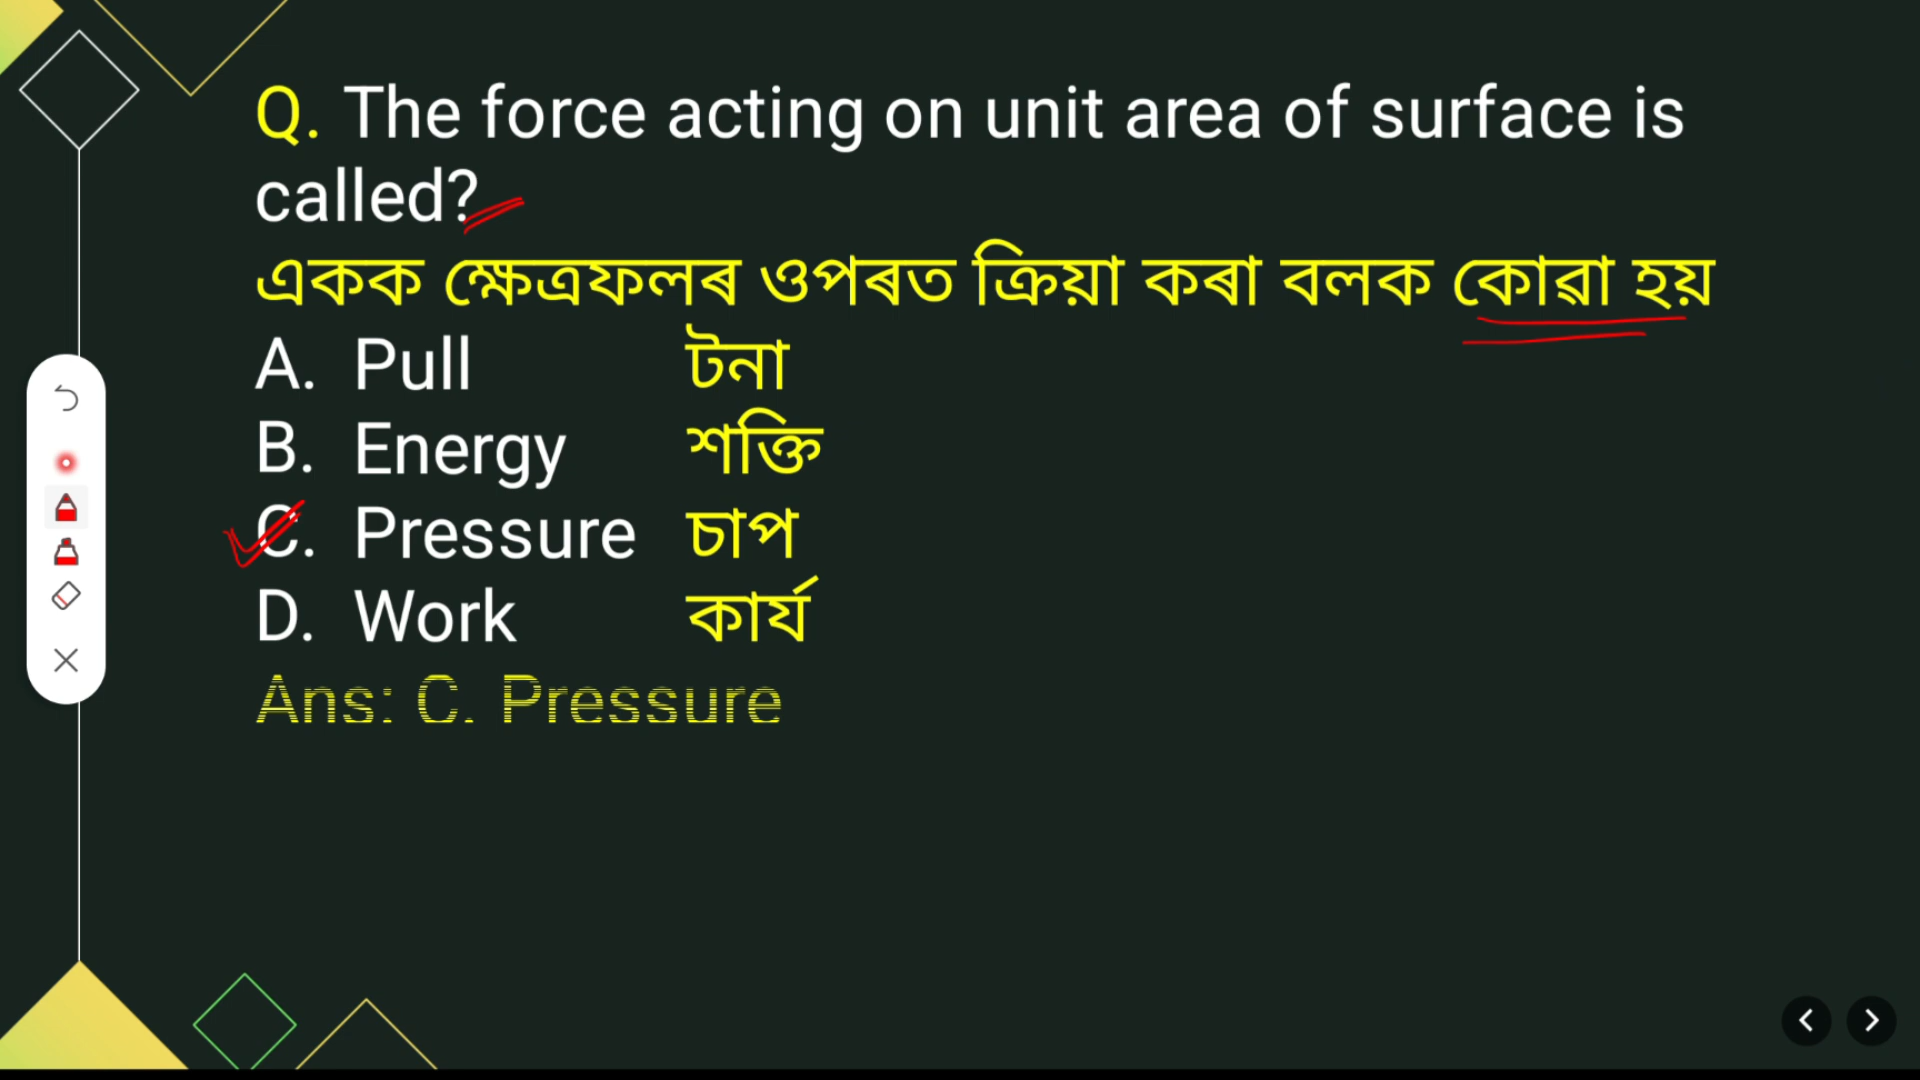 Q. The force acting on unit area of surface is
called?
একক ক্ষেত্ৰফলৰ ওপৰত ক্ৰিয়া কৰা বলক কোৱা হয়
A. Pull টনা
B. Energy শক্তি
C. Pressure চাপ
D. Work কাৰ্য
Ans: C. Pressure